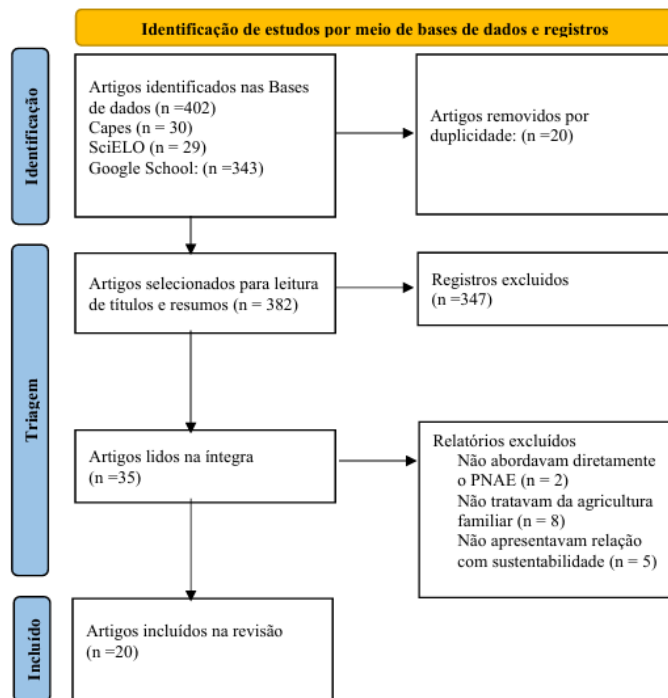 Identificação de estudos por meio de bases de dados e registros
Identificação
Artigos identificados nas Bases
de dados (n =402)
Capes (n = 30)
SciELO (n = 29)
Google School: (n =343)
Artigos removidos por
duplicidade: (n =20)
Triagem
Artigos selecionados para leitura
de títulos e resumos (n = 382)
Registros excluidos
(n =347)
Artigos lidos na íntegra
(n =35)
Relatórios excluídos
Não abordavam diretamente
o PNAE (n = 2)
Não tratavam da agricultura
familiar (n = 8)
Não apresentavam relação
com sustentabilidade (n = 5)
Incluído
Artigos incluídos na revisão
(n =20)